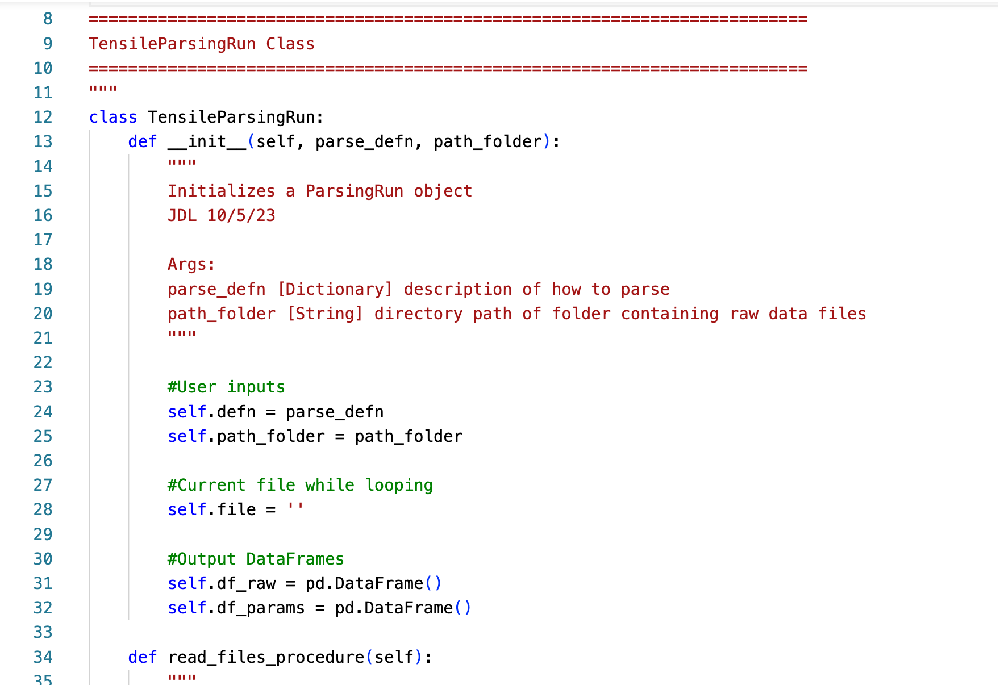 8 =========================================================================
9 TensileParsingRun Class
10 =========================================================================
11 """
12 class TensileParsingRun:
13     def __init__(self, parse_defn, path_folder):
14         """
15         Initializes a ParsingRun object
16         JDL 10/5/23
17
18         Args:
19         parse_defn [Dictionary] description of how to parse
20         path_folder [String] directory path of folder containing raw data files
21         """
22
23         #User inputs
24         self.defn = parse_defn
25         self.path_folder = path_folder
26
27         #Current file while looping
28         self.file = ''
29
30         #Output DataFrames
31         self.df_raw = pd.DataFrame()
32         self.df_params = pd.DataFrame()
33
34     def read_files_procedure(self):
35         """